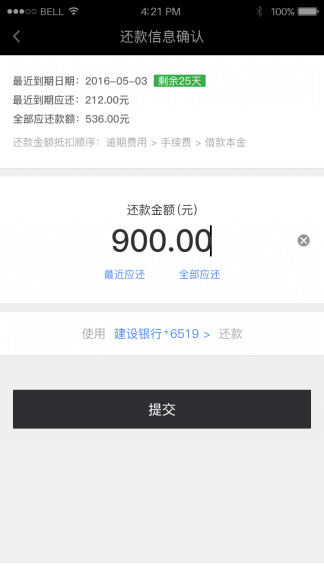 BELL 4:21 PM 100%
还款信息确认
最近到期日期：2016-05-03 剩余25天
最近到期应还：212.00元
全部应还款额：536.00元
还款金额抵扣顺序：逾期费用 > 手续费 > 借款本金
还款金额(元)
900.00
最近应还 全部应还
使用 建设银行*6519 > 还款
提交